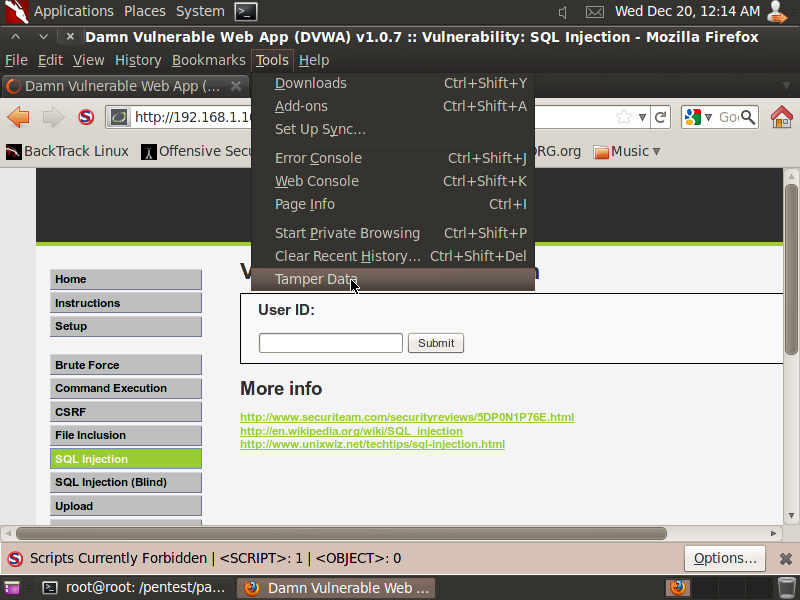 Applications Places System Wed Dec 20, 12:14 AM
Damn Vulnerable Web App (DVWA) v1.0.7 :: Vulnerability: SQL Injection - Mozilla Firefox
File Edit View History Bookmarks Tools Help
Damn Vulnerable Web App (...
http://192.168.1.1
BackTrack Linux Offensive Secu ORG.org Music
Downloads Ctrl+Shift+Y
Add-ons Ctrl+Shift+A
Set Up Sync...
Error Console Ctrl+Shift+J
Web Console Ctrl+Shift+K
Page Info Ctrl+I
Start Private Browsing Ctrl+Shift+P
Clear Recent History... Ctrl+Shift+Del
Tamper Data
Home
Instructions
Setup
Brute Force
Command Execution
CSRF
File Inclusion
SQL Injection
SQL Injection (Blind)
Upload
User ID:
Submit
More info
http://www.securiteam.com/securityreviews/5DP0N1P76E.html
http://en.wikipedia.org/wiki/SQL_injection
http://www.unixwiz.net/techtips/sql-injection.html
Scripts Currently Forbidden | <SCRIPT>: 1 | <OBJECT>: 0 Options...
root@root: /pentest/pa... Damn Vulnerable Web ...